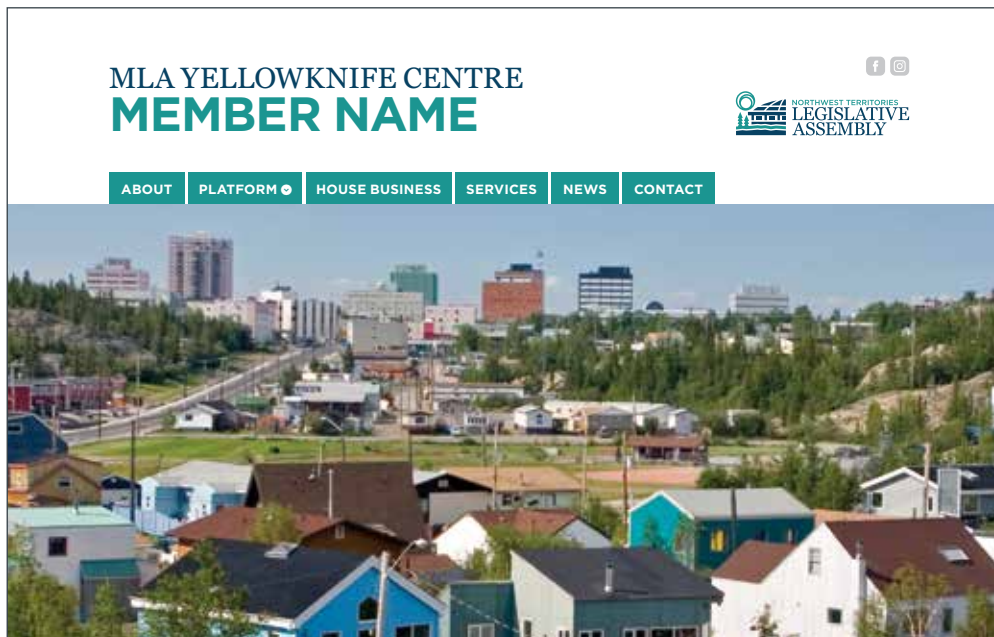 MLA YELLOWKNIFE CENTRE
MEMBER NAME
f
NORTHWEST TERRITORIES
LEGISLATIVE
ASSEMBLY
ABOUT PLATFORM HOUSE BUSINESS SERVICES NEWS CONTACT